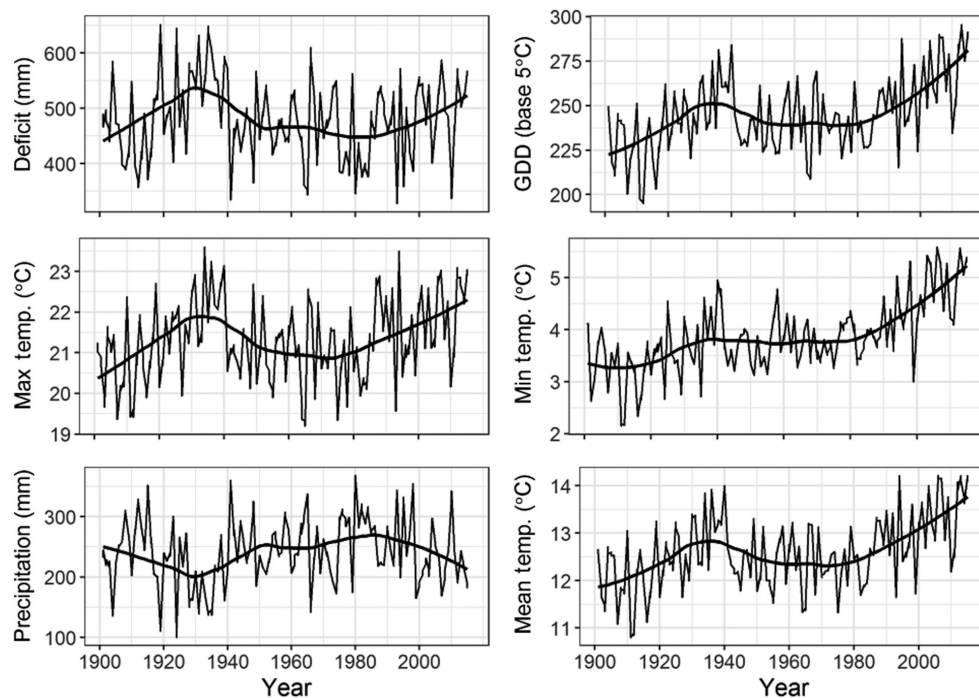 Deficit (mm)
600
500
400
GDD (base 5°C)
300
275
250
225
200
Max temp. (°C)
23
22
21
20
19
Min temp. (°C)
5
4
3
2
Precipitation (mm)
300
200
100
1900 1920 1940 1960 1980 2000
Year
Mean temp. (°C)
14
13
12
11
1900 1920 1940 1960 1980 2000
Year